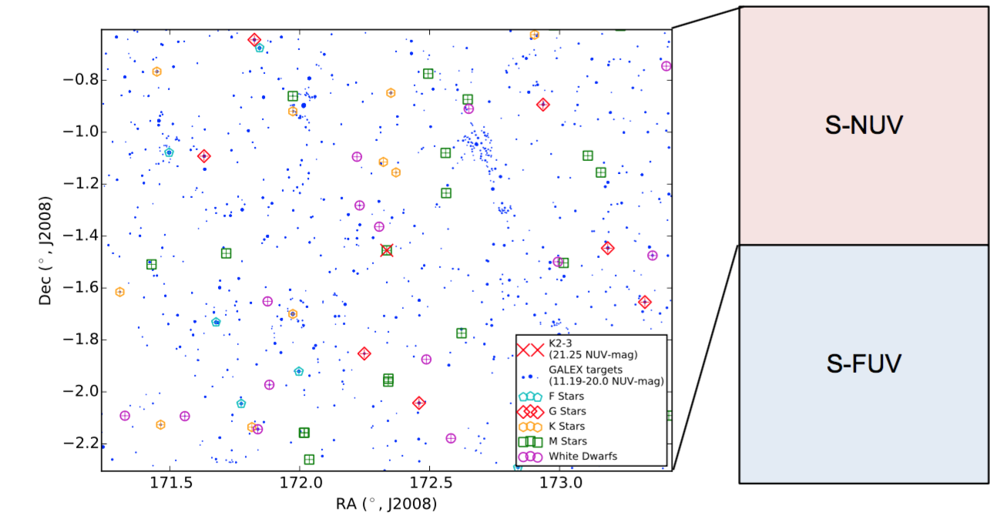 −0.8
−1.0
−1.2
−1.4
−1.6
−1.8
−2.0
−2.2
Dec (°, J2008)
171.5
172.0
172.5
173.0
RA (°, J2008)
K2-3
(21.25 NUV-mag)
GALEX targets
(11.19-20.0 NUV-mag)
F Stars
G Stars
K Stars
M Stars
White Dwarfs
S-NUV
S-FUV